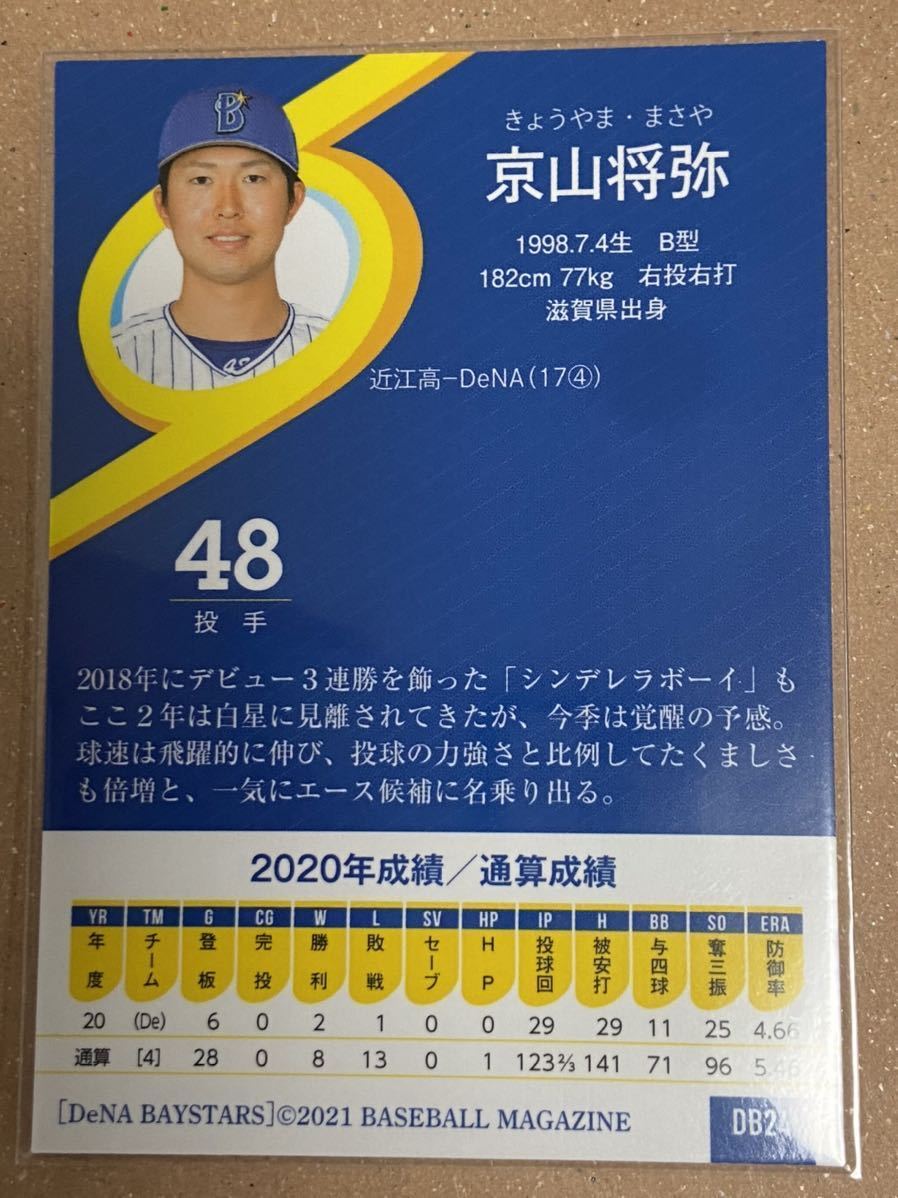 B
きょうやま・まさや
京山将弥
1998.7.4生 B型
182cm 77kg 右投右打
滋賀県出身
近江高−DeNA(17④)
48
投手
2018年にデビュー3連勝を飾った「シンデレラボーイ」も
ここ2年は白星に見離されてきたが、今季は覚醒の予感。
球速は飛躍的に伸び、投球の力強さと比例してたくましさ
も倍増と、一気にエース候補に名乗り出る。
2020年成績/通算成績
YR TM G CG W L SV HP IP H BB SO ERA
年度 チーム 登板 完投 勝利 敗戦 セーブ HP 投球回 被安打 与四球 奪三振 防御率
20 (De) 6 0 2 1 0 0 29 29 11 25 4.66
通算 [4] 28 0 8 13 0 1 123⅔ 141 71 96 5.46
[DeNA BAYSTARS]©2021 BASEBALL MAGAZINE